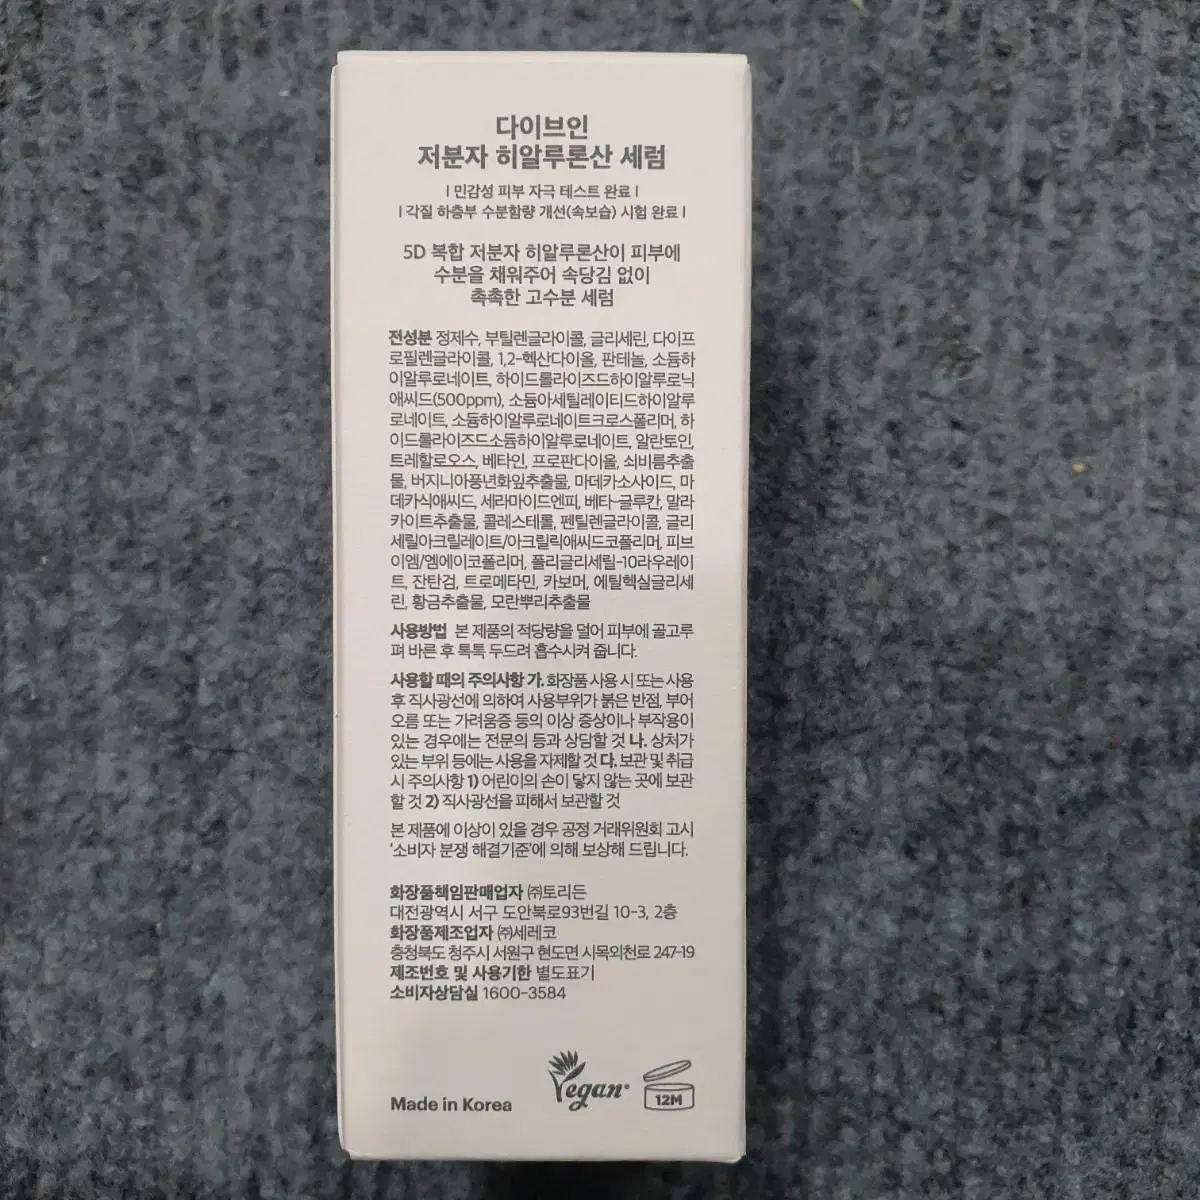 다이브인
저분자 히알루론산 세럼
| 민감성 피부 자극 테스트 완료 |
| 각질 하층부 수분함량 개선(속보습) 시험 완료 |
5D 복합 저분자 히알루론산이 피부에
수분을 채워주어 속당김 없이
촉촉한 고수분 세럼
전성분 정제수, 부틸렌글라이콜, 글리세린, 다이프
로필렌글라이콜, 1,2-헥산다이올, 판테놀, 소듐하
이알루로네이트, 하이드롤라이즈드하이알루로닉
애씨드(500ppm), 소듐아세틸레이티드하이알루
로네이트, 소듐하이알루로네이트크로스폴리머, 하
이드롤라이즈드소듐하이알루로네이트, 알란토인,
트레할로오스, 베타인, 프로판다이올, 쇠비름추출
물, 버지니아풍년화잎추출물, 마데카소사이드, 마
데카식애씨드, 세라마이드엔피, 베타-글루칸, 말라
카이트추출물, 콜레스테롤, 펜틸렌글라이콜, 글리
세릴아크릴레이트/아크릴릭애씨드코폴리머, 피브
이엠/엠에이코폴리머, 폴리글리세릴-10라우레이
트, 잔탄검, 트로메타민, 카보머, 에틸헥실글리세
린, 황금추출물, 모란뿌리추출물
사용방법 본 제품의 적당량을 덜어 피부에 골고루
펴 바른 후 톡톡 두드려 흡수시켜 줍니다.
사용할 때의 주의사항 가. 화장품 사용 시 또는 사용
후 직사광선에 의하여 사용부위가 붉은 반점, 부어
오름 또는 가려움증 등의 이상 증상이나 부작용이
있는 경우에는 전문의 등과 상담할 것 나. 상처가
있는 부위 등에는 사용을 자제할 것 다. 보관 및 취급
시 주의사항 1) 어린이의 손이 닿지 않는 곳에 보관
할 것 2) 직사광선을 피해서 보관할 것
본 제품에 이상이 있을 경우 공정 거래위원회 고시
'소비자 분쟁 해결기준'에 의해 보상해 드립니다.
화장품책임판매업자 ㈜토리든
대전광역시 서구 도안북로93번길 10-3, 2층
화장품제조업자 ㈜세레코
충청북도 청주시 서원구 현도면 시목외천로 247-19
제조번호 및 사용기한 별도표기
소비자상담실 1600-3584
Made in Korea
Vegan
12M